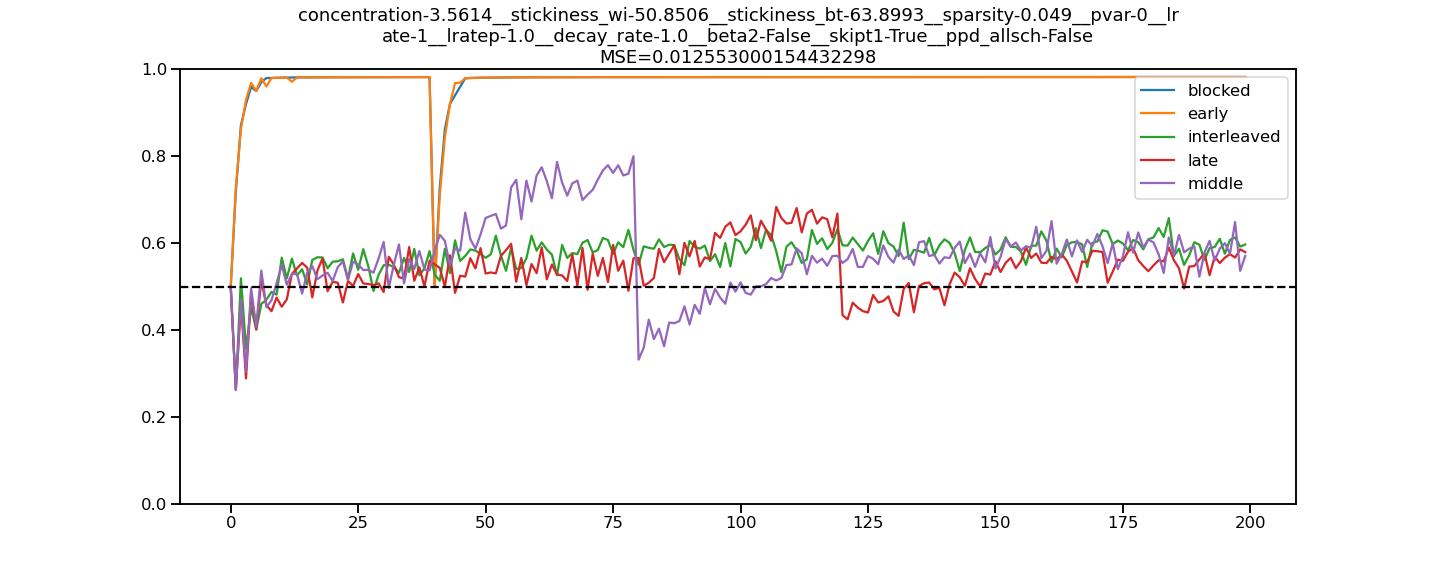 concentration-3.5614__stickiness_wi-50.8506__stickiness_bt-63.8993__sparsity-0.049__pvar-0__lr
ate-1__lratep-1.0__decay_rate-1.0__beta2-False__skipt1-True__ppd_allsch-False
MSE=0.012553000154432298
1.0
0.8
0.6
0.4
0.2
0.0
blocked
early
interleaved
late
middle
0 25 50 75 100 125 150 175 200